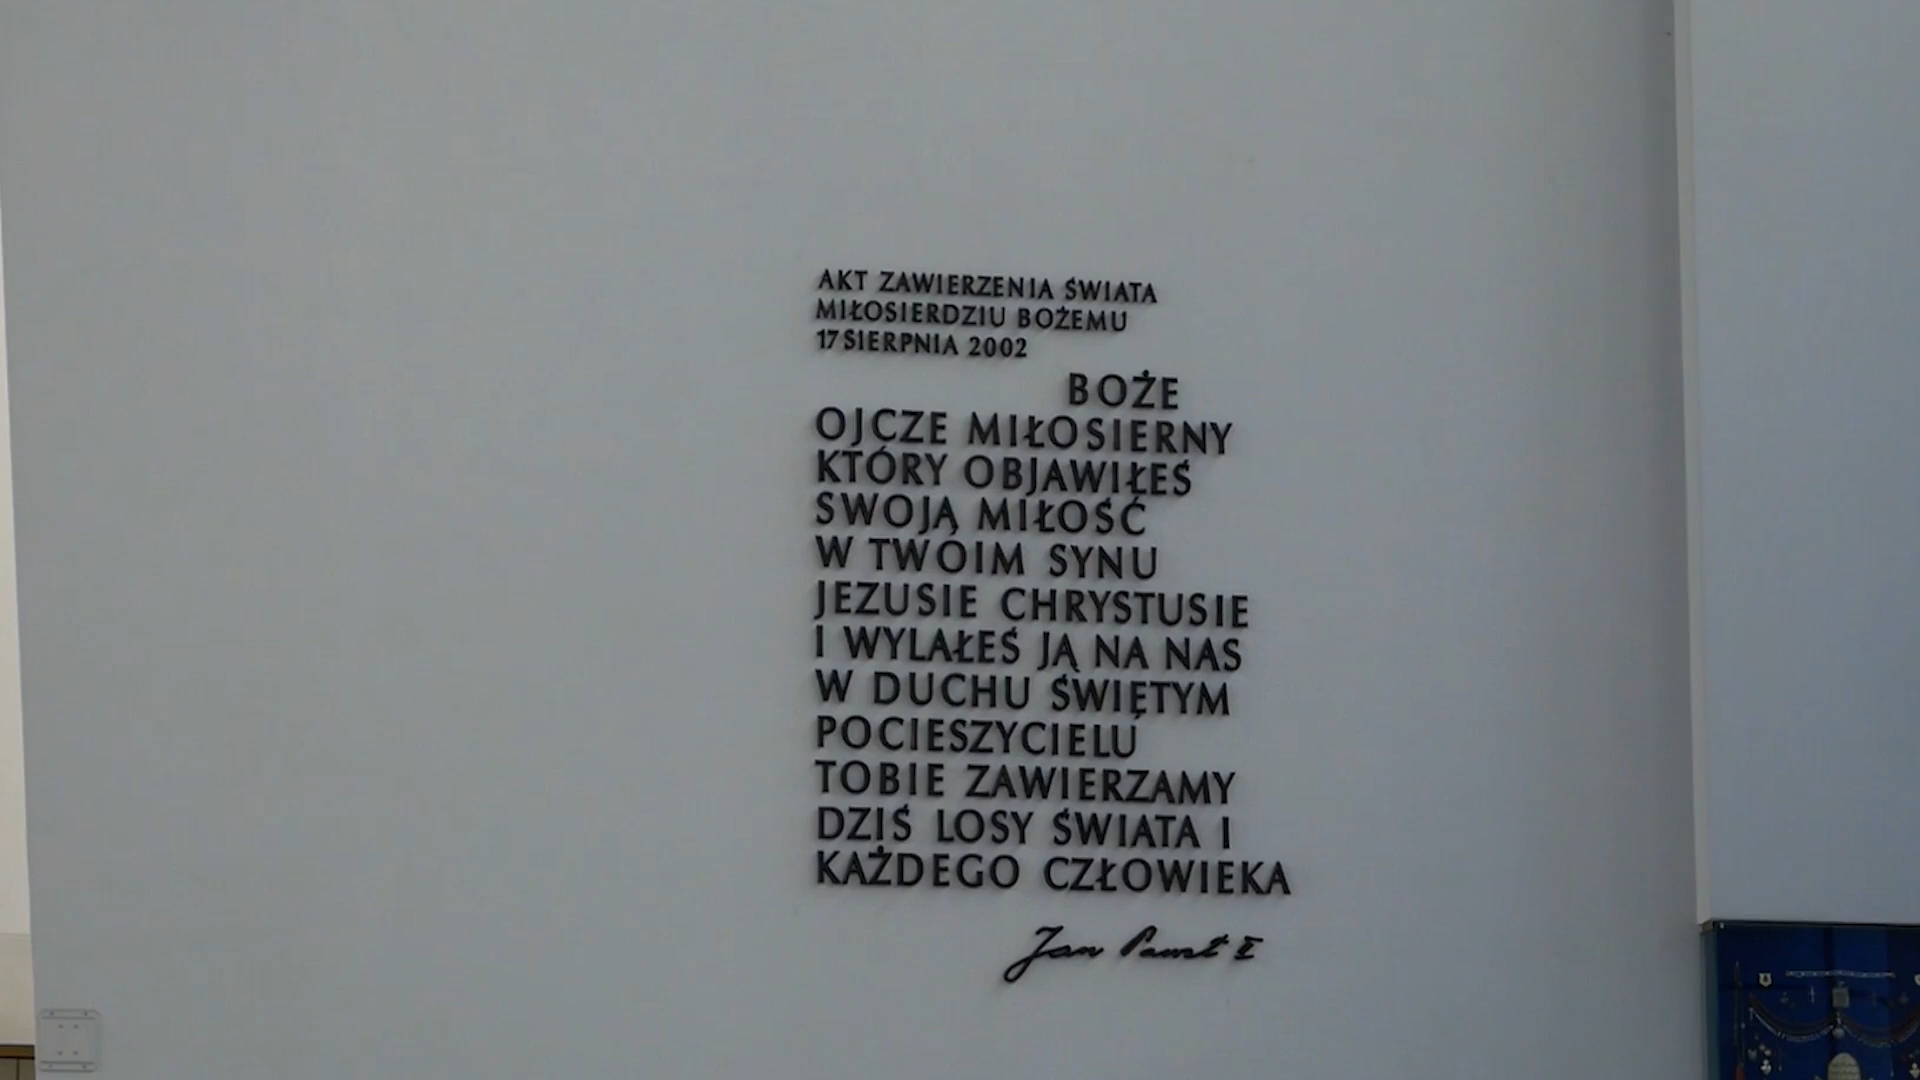 AKT ZAWIERZENIA ŚWIATA
MIŁOSIERDZIU BOŻEMU
17 SIERPNIA 2002
BOŻE
OJCZE MIŁOSIERNY
KTÓRY OBJAWIŁEŚ
SWOJĄ MIŁOŚĆ
W TWOIM SYNU
JEZUSIE CHRYSTUSIE
I WYLAŁEŚ JĄ NA NAS
W DUCHU ŚWIĘTYM
POCIESZYCIELU
TOBIE ZAWIERZAMY
DZIŚ LOSY ŚWIATA I
KAŻDEGO CZŁOWIEKA
Jan Paweł II